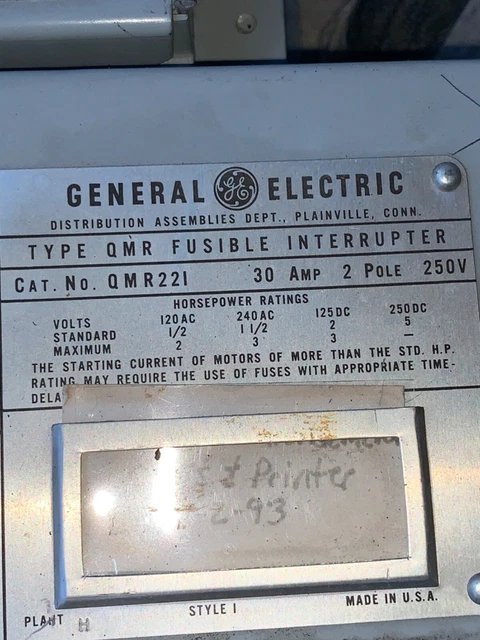 GENERAL GE ELECTRIC
DISTRIBUTION ASSEMBLIES DEPT., PLAINVILLE, CONN.
TYPE QMR FUSIBLE INTERRUPTER
CAT. NO. QMR221 30 AMP 2 POLE 250V
HORSEPOWER RATINGS
VOLTS 120AC 240AC 125DC 250DC
STANDARD 1/2 1 1/2 2 5
MAXIMUM 2 3 3 —
THE STARTING CURRENT OF MOTORS OF MORE THAN THE STD. H.P.
RATING MAY REQUIRE THE USE OF FUSES WITH APPROPRIATE TIME-
DELA
Printer
2-93
PLANT H STYLE I MADE IN U.S.A.